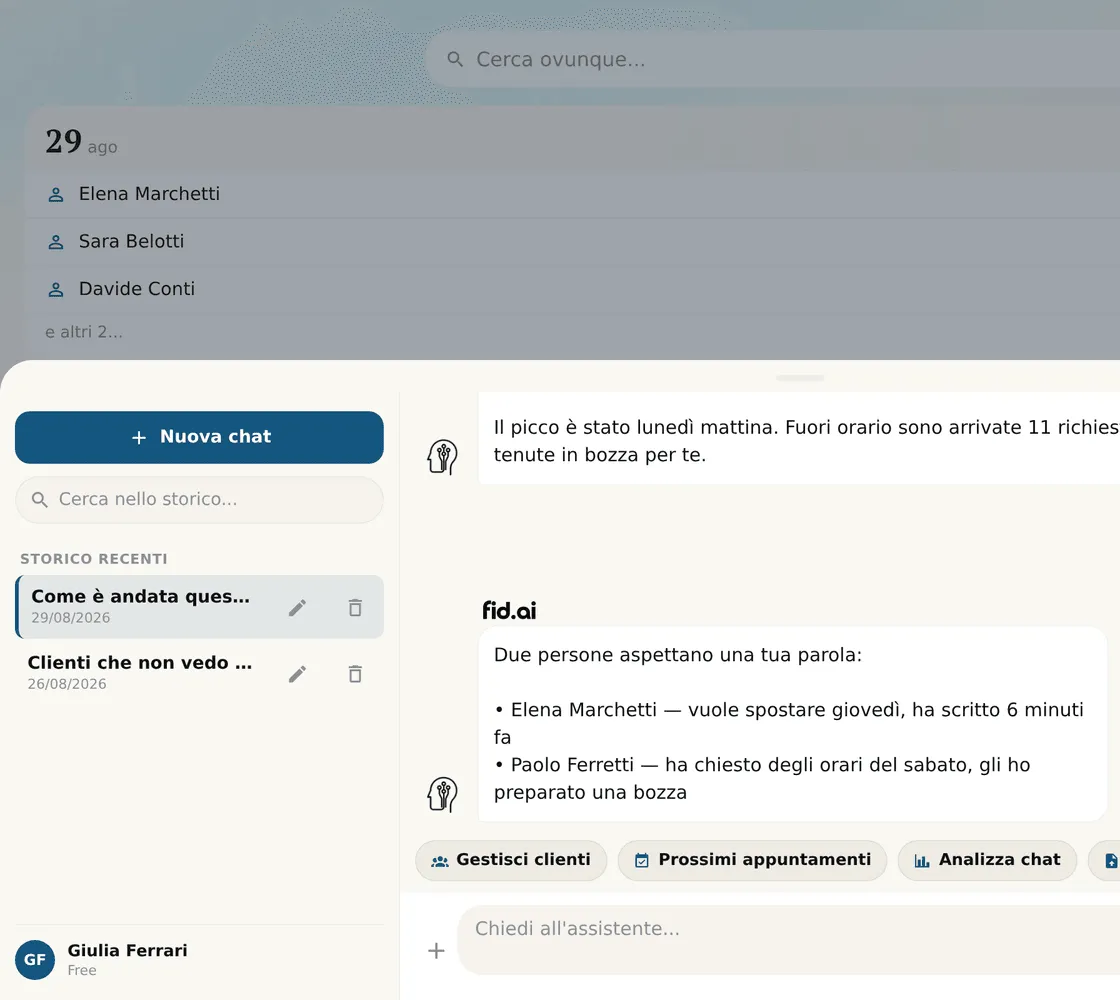 Cerca ovunque...
29 ago
Elena Marchetti
Sara Belotti
Davide Conti
e altri 2...
+ Nuova chat
Cerca nello storico...
STORICO RECENTI
Come è andata ques...
29/08/2026
Clienti che non vedo ...
26/08/2026
GF
Giulia Ferrari
Free
Il picco è stato lunedì mattina. Fuori orario sono arrivate 11
tenute in bozza per te.
fid.ai
Due persone aspettano una tua parola:
• Elena Marchetti — vuole spostare giovedì, ha scritto 6 minuti
fa
• Paolo Ferretti — ha chiesto degli orari del sabato, gli ho
preparato una bozza
Gestisci clienti
Prossimi appuntamenti
Analizza chat
Chiedi all'assistente...